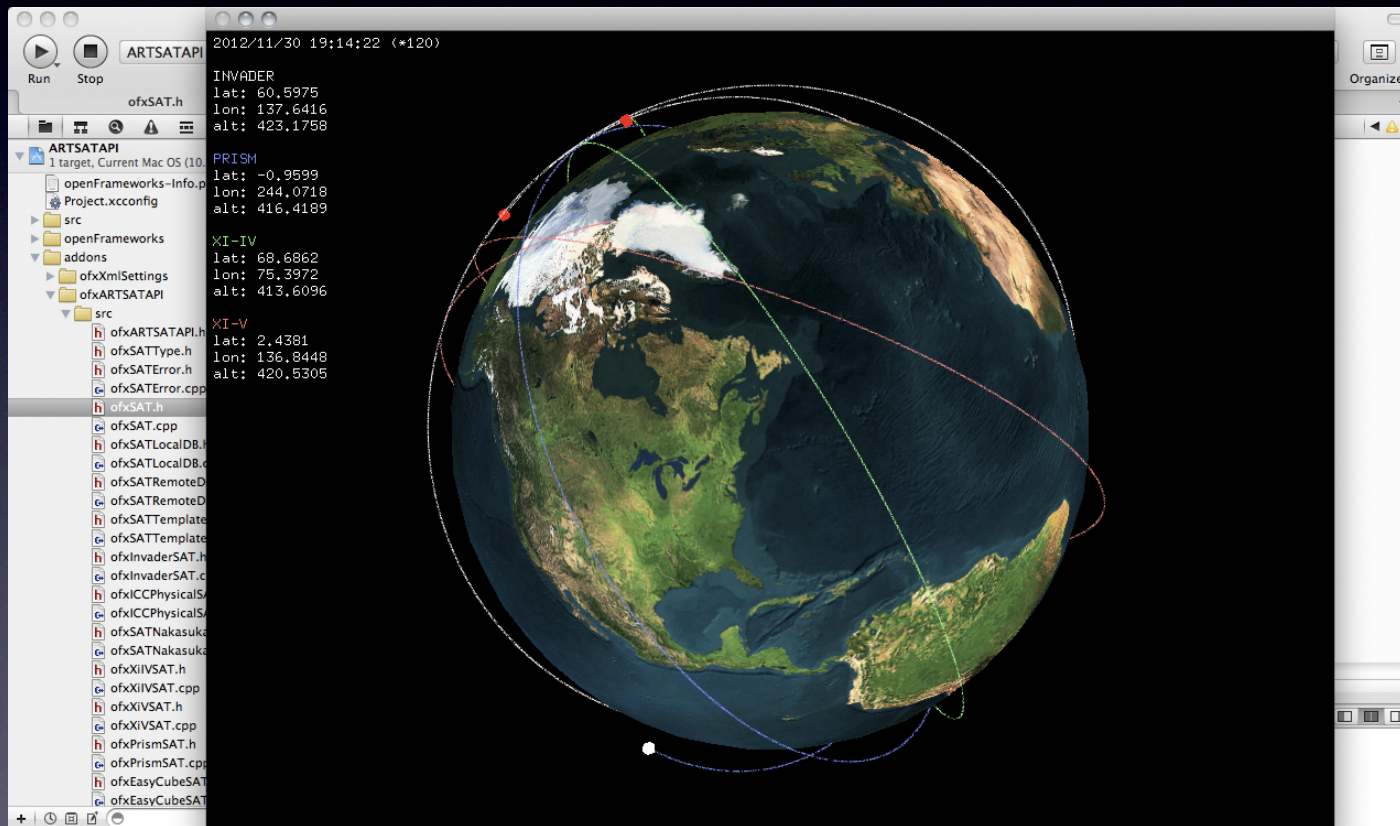 ARTSATAPI
Run
Stop
Organize
ofxSAT.h
ARTSATAPI
1 target, Current Mac OS (10.
openFrameworks-Info.p
Project.xcconfig
src
openFrameworks
addons
ofxXmlSettings
ofxARTSATAPI
src
ofxARTSATAPI.h
ofxSATType.h
ofxSATError.h
ofxSATError.cpp
ofxSAT.h
ofxSAT.cpp
ofxSATLocalDB.h
ofxSATLocalDB.c
ofxSATRemoteD
ofxSATRemoteD
ofxSATTemplate
ofxSATTemplate
ofxInvaderSAT.h
ofxInvaderSAT.c
ofxICCPhysicalSA
ofxICCPhysicalSA
ofxSATNakasuka
ofxSATNakasuka
ofxXiIVSAT.h
ofxXiIVSAT.cpp
ofxXiVSAT.h
ofxXiVSAT.cpp
ofxPrismSAT.h
ofxPrismSAT.cpp
ofxEasyCubeSAT
ofxEasyCubeSAT
2012/11/30 19:14:22 (*120)
INVADER
lat: 60.5975
lon: 137.6416
alt: 423.1758
PRISM
lat: -0.9599
lon: 244.0718
alt: 416.4189
XI-IV
lat: 68.6862
lon: 75.3972
alt: 413.6096
XI-V
lat: 2.4381
lon: 136.8448
alt: 420.5305